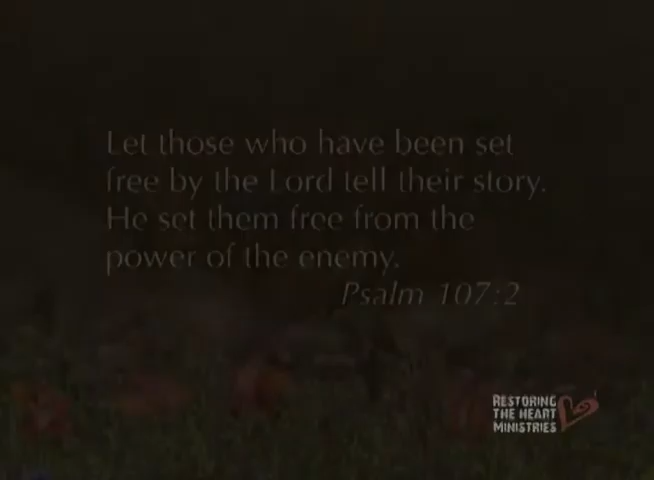 Let those who have been set
free by the Lord tell their story.
He set them free from the
power of the enemy.
Psalm 107:2
RESTORING
THE HEART
MINISTRIES